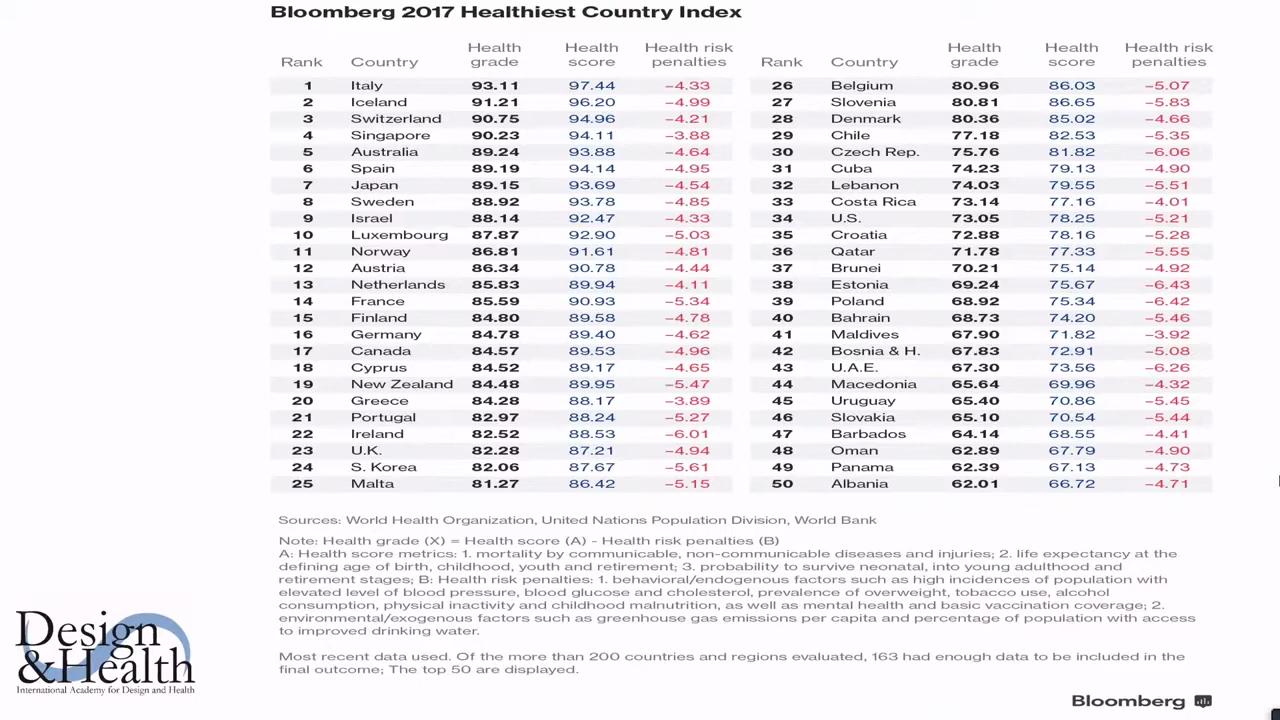 Bloomberg 2017 Healthiest Country Index
Rank Country Health grade Health score Health risk penalties
1 Italy 93.11 97.44 –4.33
2 Iceland 91.21 96.20 –4.99
3 Switzerland 90.75 94.96 –4.21
4 Singapore 90.23 94.11 –3.88
5 Australia 89.24 93.88 –4.64
6 Spain 89.19 94.14 –4.95
7 Japan 89.15 93.69 –4.54
8 Sweden 88.92 93.78 –4.85
9 Israel 88.14 92.47 –4.33
10 Luxembourg 87.87 92.90 –5.03
11 Norway 86.81 91.61 –4.81
12 Austria 86.34 90.78 –4.44
13 Netherlands 85.83 89.94 –4.11
14 France 85.59 90.93 –5.34
15 Finland 84.80 89.58 –4.78
16 Germany 84.78 89.40 –4.62
17 Canada 84.57 89.53 –4.96
18 Cyprus 84.52 89.17 –4.65
19 New Zealand 84.48 89.95 –5.47
20 Greece 84.28 88.17 –3.89
21 Portugal 82.97 88.24 –5.27
22 Ireland 82.52 88.53 –6.01
23 U.K. 82.28 87.21 –4.94
24 S. Korea 82.06 87.67 –5.61
25 Malta 81.27 86.42 –5.15
Rank Country Health grade Health score Health risk penalties
26 Belgium 80.96 86.03 –5.07
27 Slovenia 80.81 86.65 –5.83
28 Denmark 80.36 85.02 –4.66
29 Chile 77.18 82.53 –5.35
30 Czech Rep. 75.76 81.82 –6.06
31 Cuba 74.23 79.13 –4.90
32 Lebanon 74.03 79.55 –5.51
33 Costa Rica 73.14 77.16 –4.01
34 U.S. 73.05 78.25 –5.21
35 Croatia 72.88 78.16 –5.28
36 Qatar 71.78 77.33 –5.55
37 Brunei 70.21 75.14 –4.92
38 Estonia 69.24 75.67 –6.43
39 Poland 68.92 75.34 –6.42
40 Bahrain 68.73 74.20 –5.46
41 Maldives 67.90 71.82 –3.92
42 Bosnia & H. 67.83 72.91 –5.08
43 U.A.E. 67.30 73.56 –6.26
44 Macedonia 65.64 69.96 –4.32
45 Uruguay 65.40 70.86 –5.45
46 Slovakia 65.10 70.54 –5.44
47 Barbados 64.14 68.55 –4.41
48 Oman 62.89 67.79 –4.90
49 Panama 62.39 67.13 –4.73
50 Albania 62.01 66.72 –4.71
Sources: World Health Organization, United Nations Population Division, World Bank
Note: Health grade (X) = Health score (A) - Health risk penalties (B)
A: Health score metrics: 1. mortality by communicable, non-communicable diseases and injuries; 2. life expectancy at the
defining age of birth, childhood, youth and retirement; 3. probability to survive neonatal, into young adulthood and
retirement stages; B: Health risk penalties: 1. behavioral/endogenous factors such as high incidences of population with
elevated level of blood pressure, blood glucose and cholesterol, prevalence of overweight, tobacco use, alcohol
consumption, physical inactivity and childhood malnutrition, as well as mental health and basic vaccination coverage; 2.
environmental/exogenous factors such as greenhouse gas emissions per capita and percentage of population with access
to improved drinking water.
Most recent data used. Of the more than 200 countries and regions evaluated, 163 had enough data to be included in the
final outcome; The top 50 are displayed.
Bloomberg
Design
&Health
International Academy for Design and Health